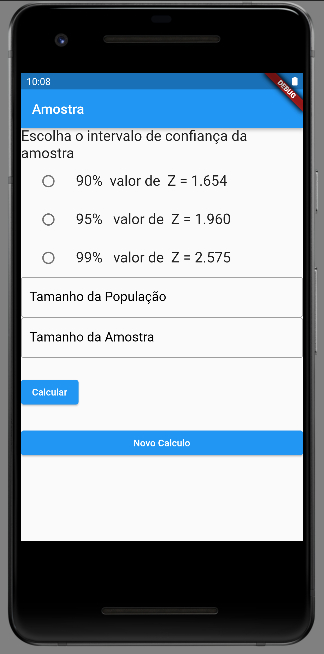 10:08
DEBUG
Amostra
Escolha o intervalo de confiança da
amostra
90%  valor de  Z = 1.654
95%   valor de  Z = 1.960
99%   valor de  Z = 2.575
Tamanho da População
Tamanho da Amostra
Calcular
Novo Calculo